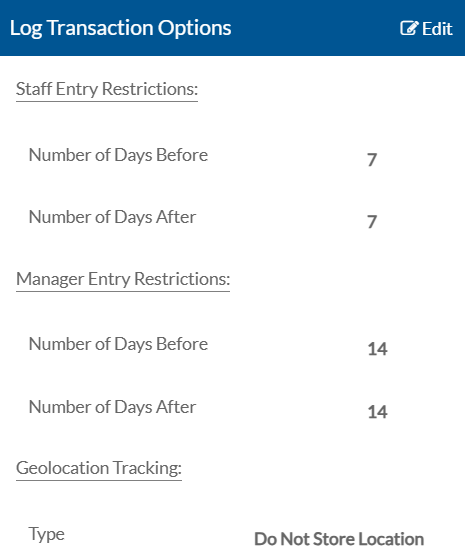 Log Transaction Options
Edit
Staff Entry Restrictions:
Number of Days Before 7
Number of Days After 7
Manager Entry Restrictions:
Number of Days Before 14
Number of Days After 14
Geolocation Tracking:
Type Do Not Store Location